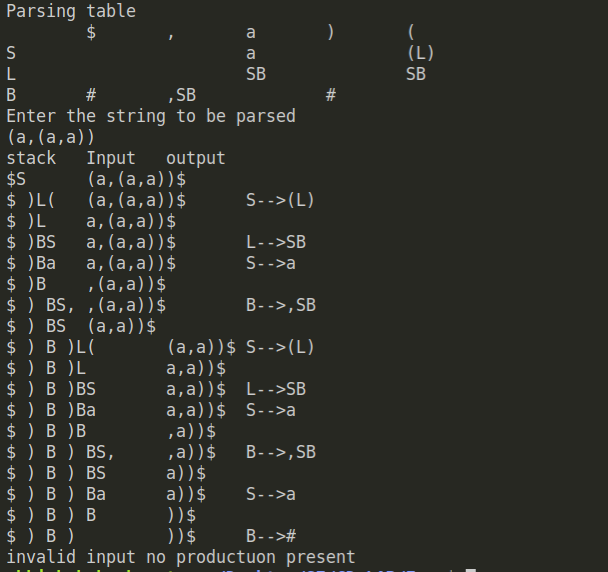 Parsing table
$ , a ) (
S a (L)
L SB SB
B # ,SB #
Enter the string to be parsed
(a,(a,a))
stack Input output
$S (a,(a,a))$
$ )L( (a,(a,a))$ S-->(L)
$ )L a,(a,a))$
$ )BS a,(a,a))$ L-->SB
$ )Ba a,(a,a))$ S-->a
$ )B ,(a,a))$
$ ) BS, ,(a,a))$ B-->,SB
$ ) BS (a,a))$
$ ) B )L( (a,a))$ S-->(L)
$ ) B )L a,a))$
$ ) B )BS a,a))$ L-->SB
$ ) B )Ba a,a))$ S-->a
$ ) B )B ,a))$
$ ) B ) BS, ,a))$ B-->,SB
$ ) B ) BS a))$
$ ) B ) Ba a))$ S-->a
$ ) B ) B ))$
$ ) B ) ))$ B-->#
invalid input no productuon present